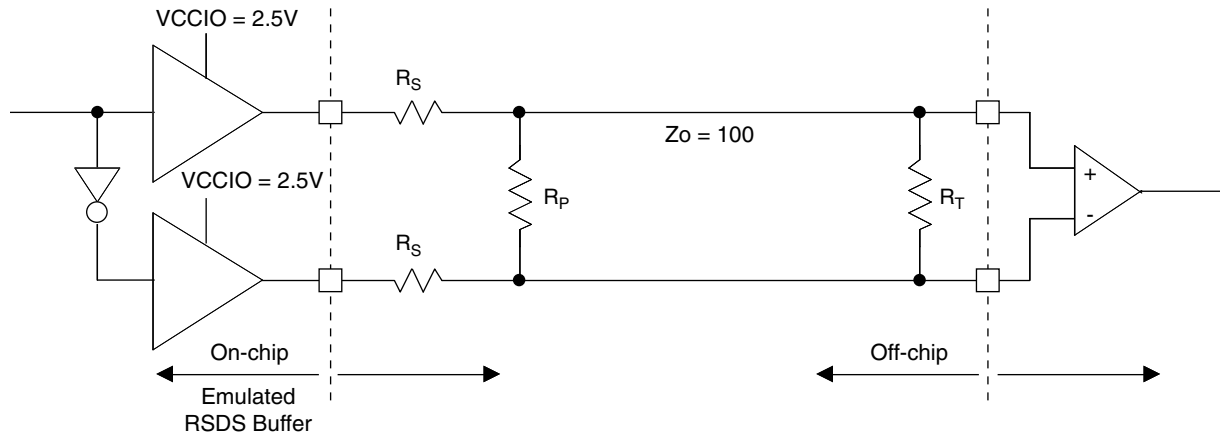 VCCIO = 2.5V
RS
Zo = 100
VCCIO = 2.5V
RP
RT
+
-
RS
On-chip
Off-chip
Emulated
RSDS Buffer